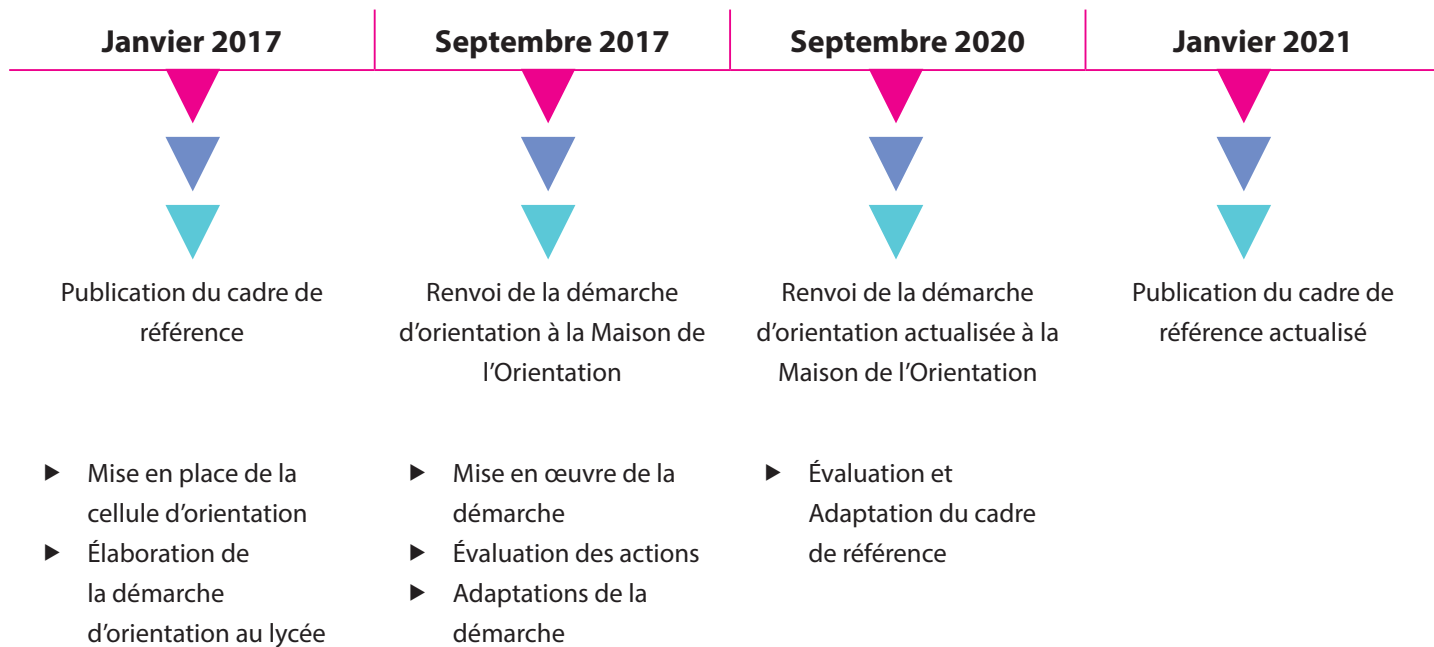 Janvier 2017
Septembre 2017
Septembre 2020
Janvier 2021
Publication du cadre de
référence
Renvoi de la démarche
d'orientation à la Maison de
l'Orientation
Renvoi de la démarche
d'orientation actualisée à la
Maison de l'Orientation
Publication du cadre de
référence actualisé
Mise en place de la
cellule d'orientation
Élaboration de
la démarche
d'orientation au lycée
Mise en œuvre de la
démarche
Évaluation des actions
Adaptations de la
démarche
Évaluation et
Adaptation du cadre
de référence